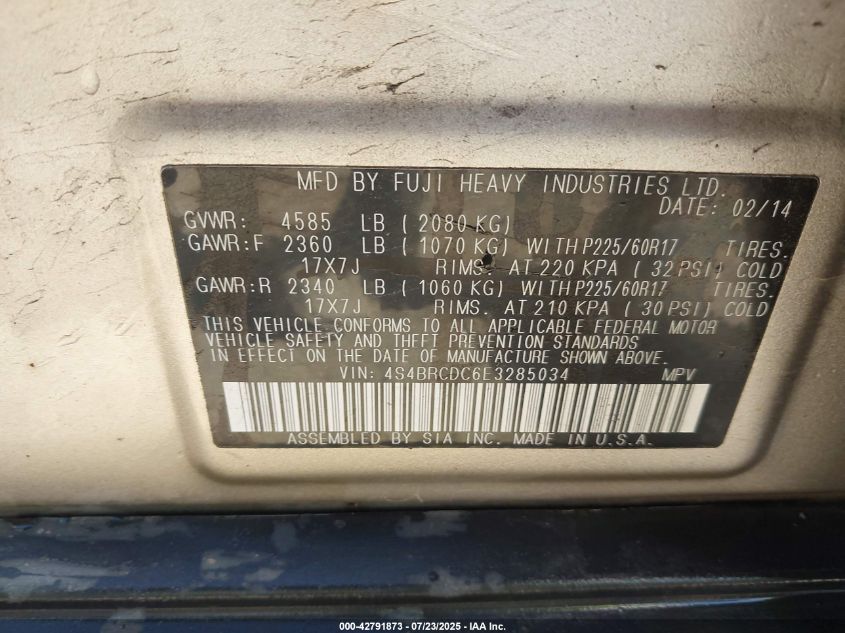 MFD BY FUJI HEAVY INDUSTRIES LTD.
DATE: 02/14
GVWR: 4585 LB ( 2080 KG)
GAWR:F 2360 LB ( 1070 KG) WITH P225/60R17 TIRES.
17X7J RIMS. AT 220 KPA ( 32 PSI) COLD
GAWR:R 2340 LB ( 1060 KG) WITH P225/60R17 TIRES.
17X7J RIMS. AT 210 KPA ( 30 PSI) COLD
THIS VEHICLE CONFORMS TO ALL APPLICABLE FEDERAL MOTOR
VEHICLE SAFETY AND THEFT PREVENTION STANDARDS
IN EFFECT ON THE DATE OF MANUFACTURE SHOWN ABOVE.
VIN: 4S4BRCDC6E3285034 MPV
ASSEMBLED BY SIA INC. MADE IN U.S.A.
000-42791873 - 07/23/2025 - IAA Inc.